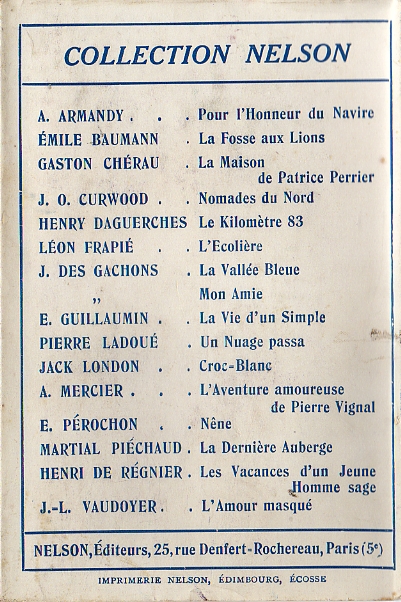 COLLECTION NELSON
A. ARMANDY . . . Pour l'Honneur du Navire
ÉMILE BAUMANN . La Fosse aux Lions
GASTON CHÉRAU . La Maison
de Patrice Perrier
J. O. CURWOOD . . Nomades du Nord
HENRY DAGUERCHES Le Kilomètre 83
LÉON FRAPIÉ . . L'Ecolière
J. DES GACHONS . La Vallée Bleue
„ Mon Amie
E. GUILLAUMIN . . La Vie d'un Simple
PIERRE LADOUÉ . Un Nuage passa
JACK LONDON . . Croc-Blanc
A. MERCIER . . . L'Aventure amoureuse
de Pierre Vignal
E. PÉROCHON . . Nêne
MARTIAL PIÉCHAUD . La Dernière Auberge
HENRI DE RÉGNIER . Les Vacances d'un Jeune
Homme sage
J.-L. VAUDOYER . . L'Amour masqué
NELSON, Éditeurs, 25, rue Denfert-Rochereau, Paris (5e)
IMPRIMERIE NELSON, ÉDIMBOURG, ÉCOSSE